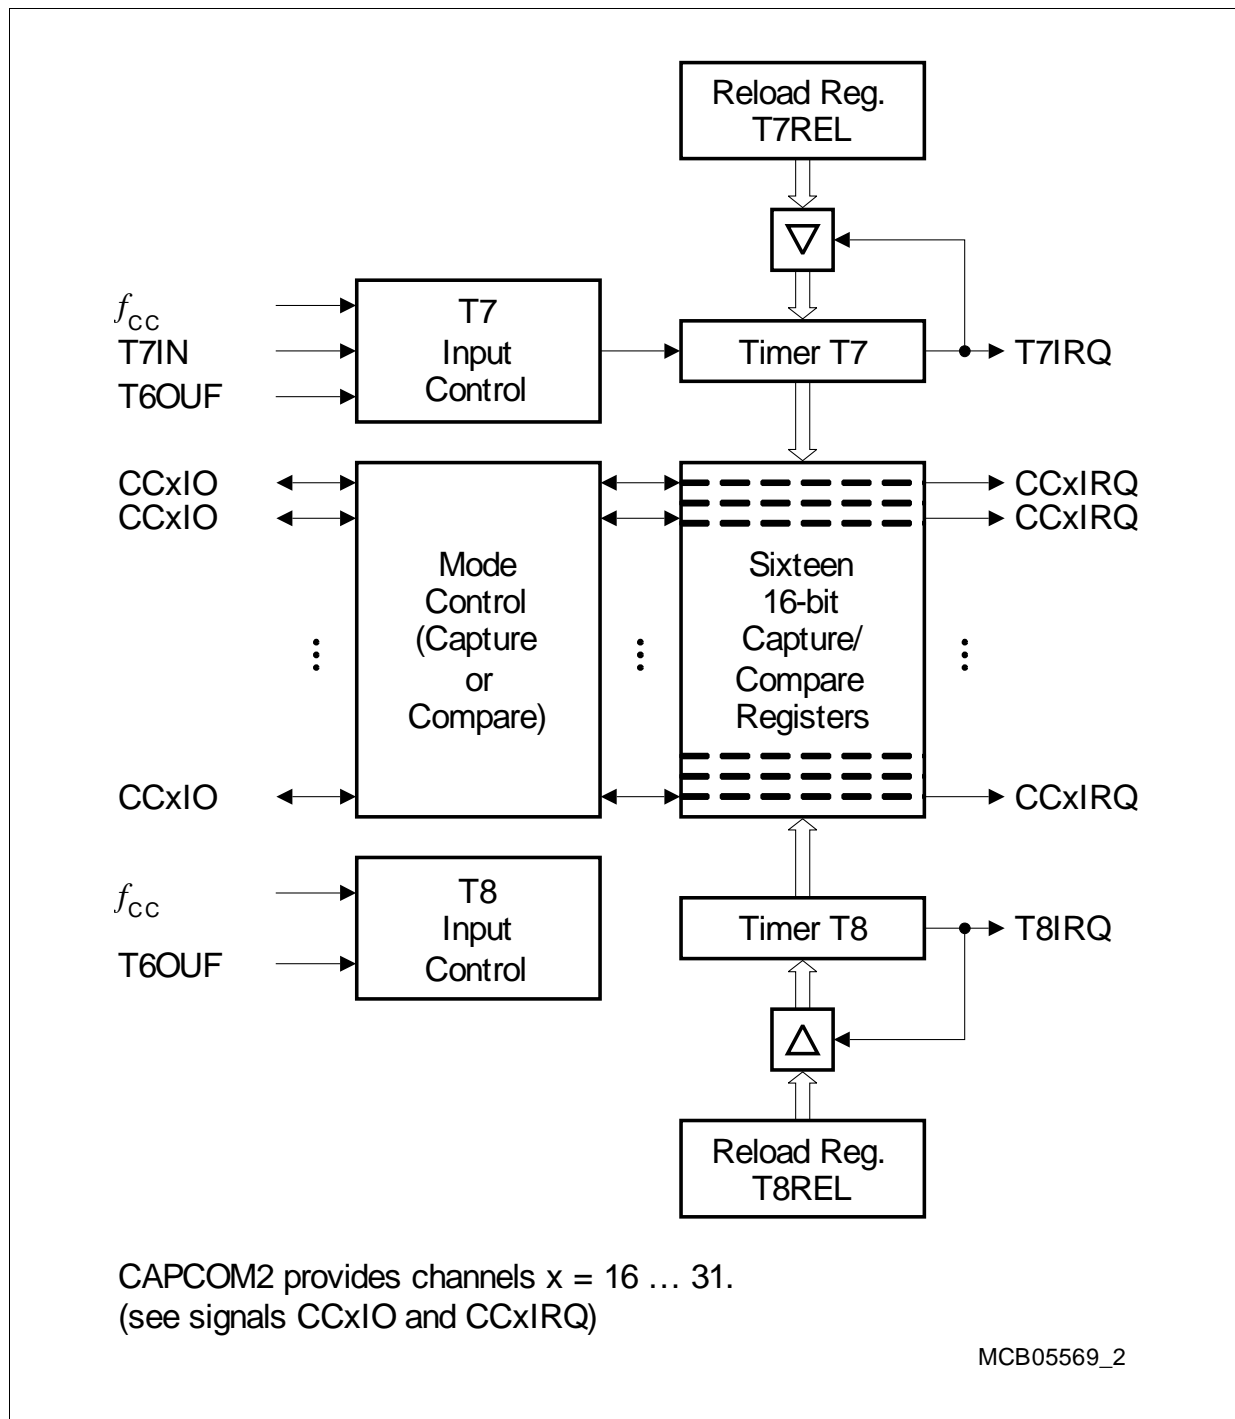 Reload Reg.
T7REL
f CC
T7IN
T6OUF
T7
Input
Control
Timer T7
T7IRQ
CCxIO
CCxIO
CCxIRQ
CCxIRQ
Mode
Control
(Capture
or
Compare)
Sixteen
16-bit
Capture/
Compare
Registers
CCxIO
CCxIRQ
f CC
T6OUF
T8
Input
Control
Timer T8
T8IRQ
Reload Reg.
T8REL
CAPCOM2 provides channels x = 16 … 31.
(see signals CCxIO and CCxIRQ)
MCB05569_2